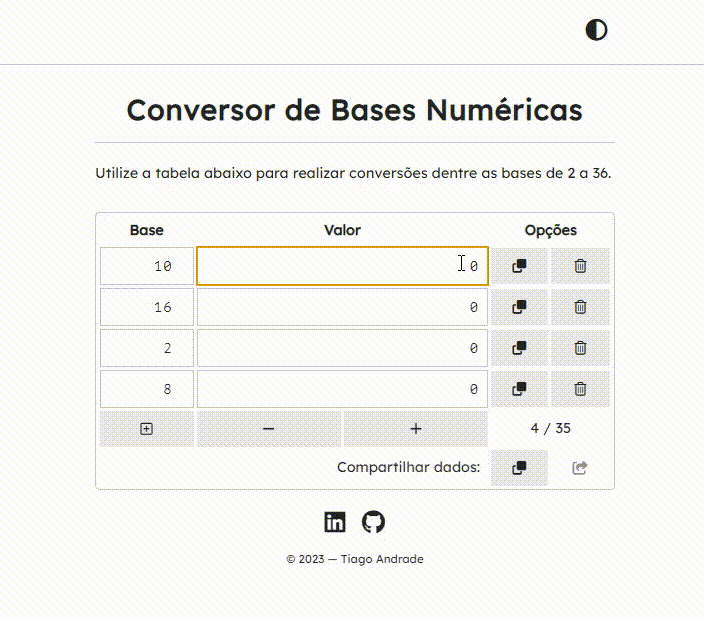 Conversor de Bases Numéricas
Utilize a tabela abaixo para realizar conversões dentre as bases de 2 a 36.
Base Valor Opções
10 0
16 0
2 0
8 0
− + 4 / 35
Compartilhar dados:
in
© 2023 — Tiago Andrade